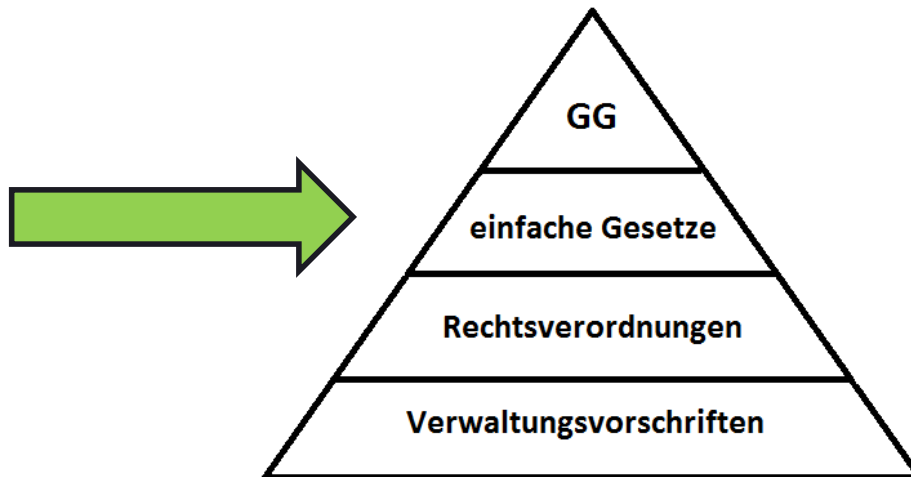 GG
einfache Gesetze
Rechtsverordnungen
Verwaltungsvorschriften